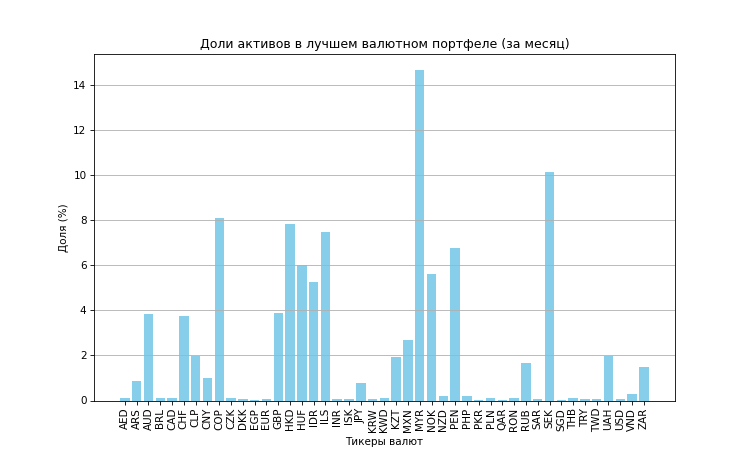 Доли активов в лучшем валютном портфеле (за месяц)
Доля (%)
14
12
10
8
6
4
2
0
AED ARS AUD BRL CAD CHF CLP CNY COP CZK DKK EGP EUR GBP HKD HUF IDR ILS INR ISK JPY KRW KWD KZT MXN MYR NOK NZD PEN PHP PKR PLN QAR RON RUB SAR SEK SGD THB TRY TWD UAH USD VND ZAR
Тикеры валют